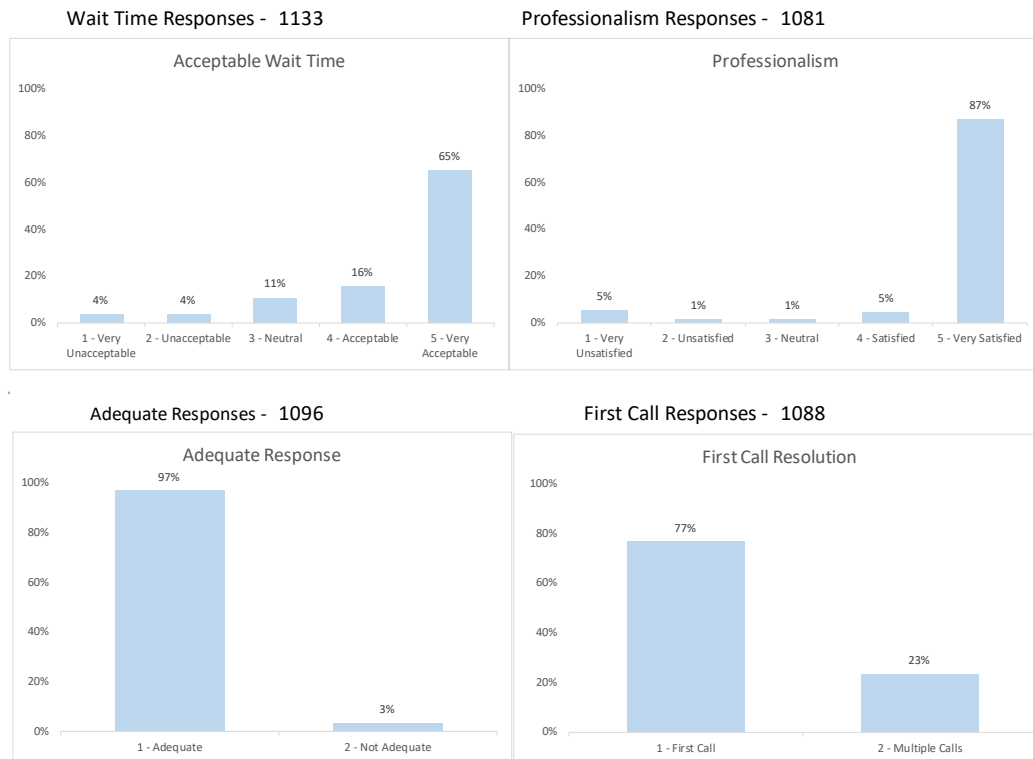 Wait Time Responses - 1133
Professionalism Responses - 1081
Acceptable Wait Time
100%
80%
60%
40%
20%
0%
4%
4%
11%
16%
65%
1 - Very Unacceptable
2 - Unacceptable
3 - Neutral
4 - Acceptable
5 - Very Acceptable
Professionalism
100%
80%
60%
40%
20%
0%
5%
1%
1%
5%
87%
1 - Very Unsatisfied
2 - Unsatisfied
3 - Neutral
4 - Satisfied
5 - Very Satisfied
Adequate Responses - 1096
First Call Responses - 1088
Adequate Response
100%
80%
60%
40%
20%
0%
97%
3%
1 - Adequate
2 - Not Adequate
First Call Resolution
100%
80%
60%
40%
20%
0%
77%
23%
1 - First Call
2 - Multiple Calls